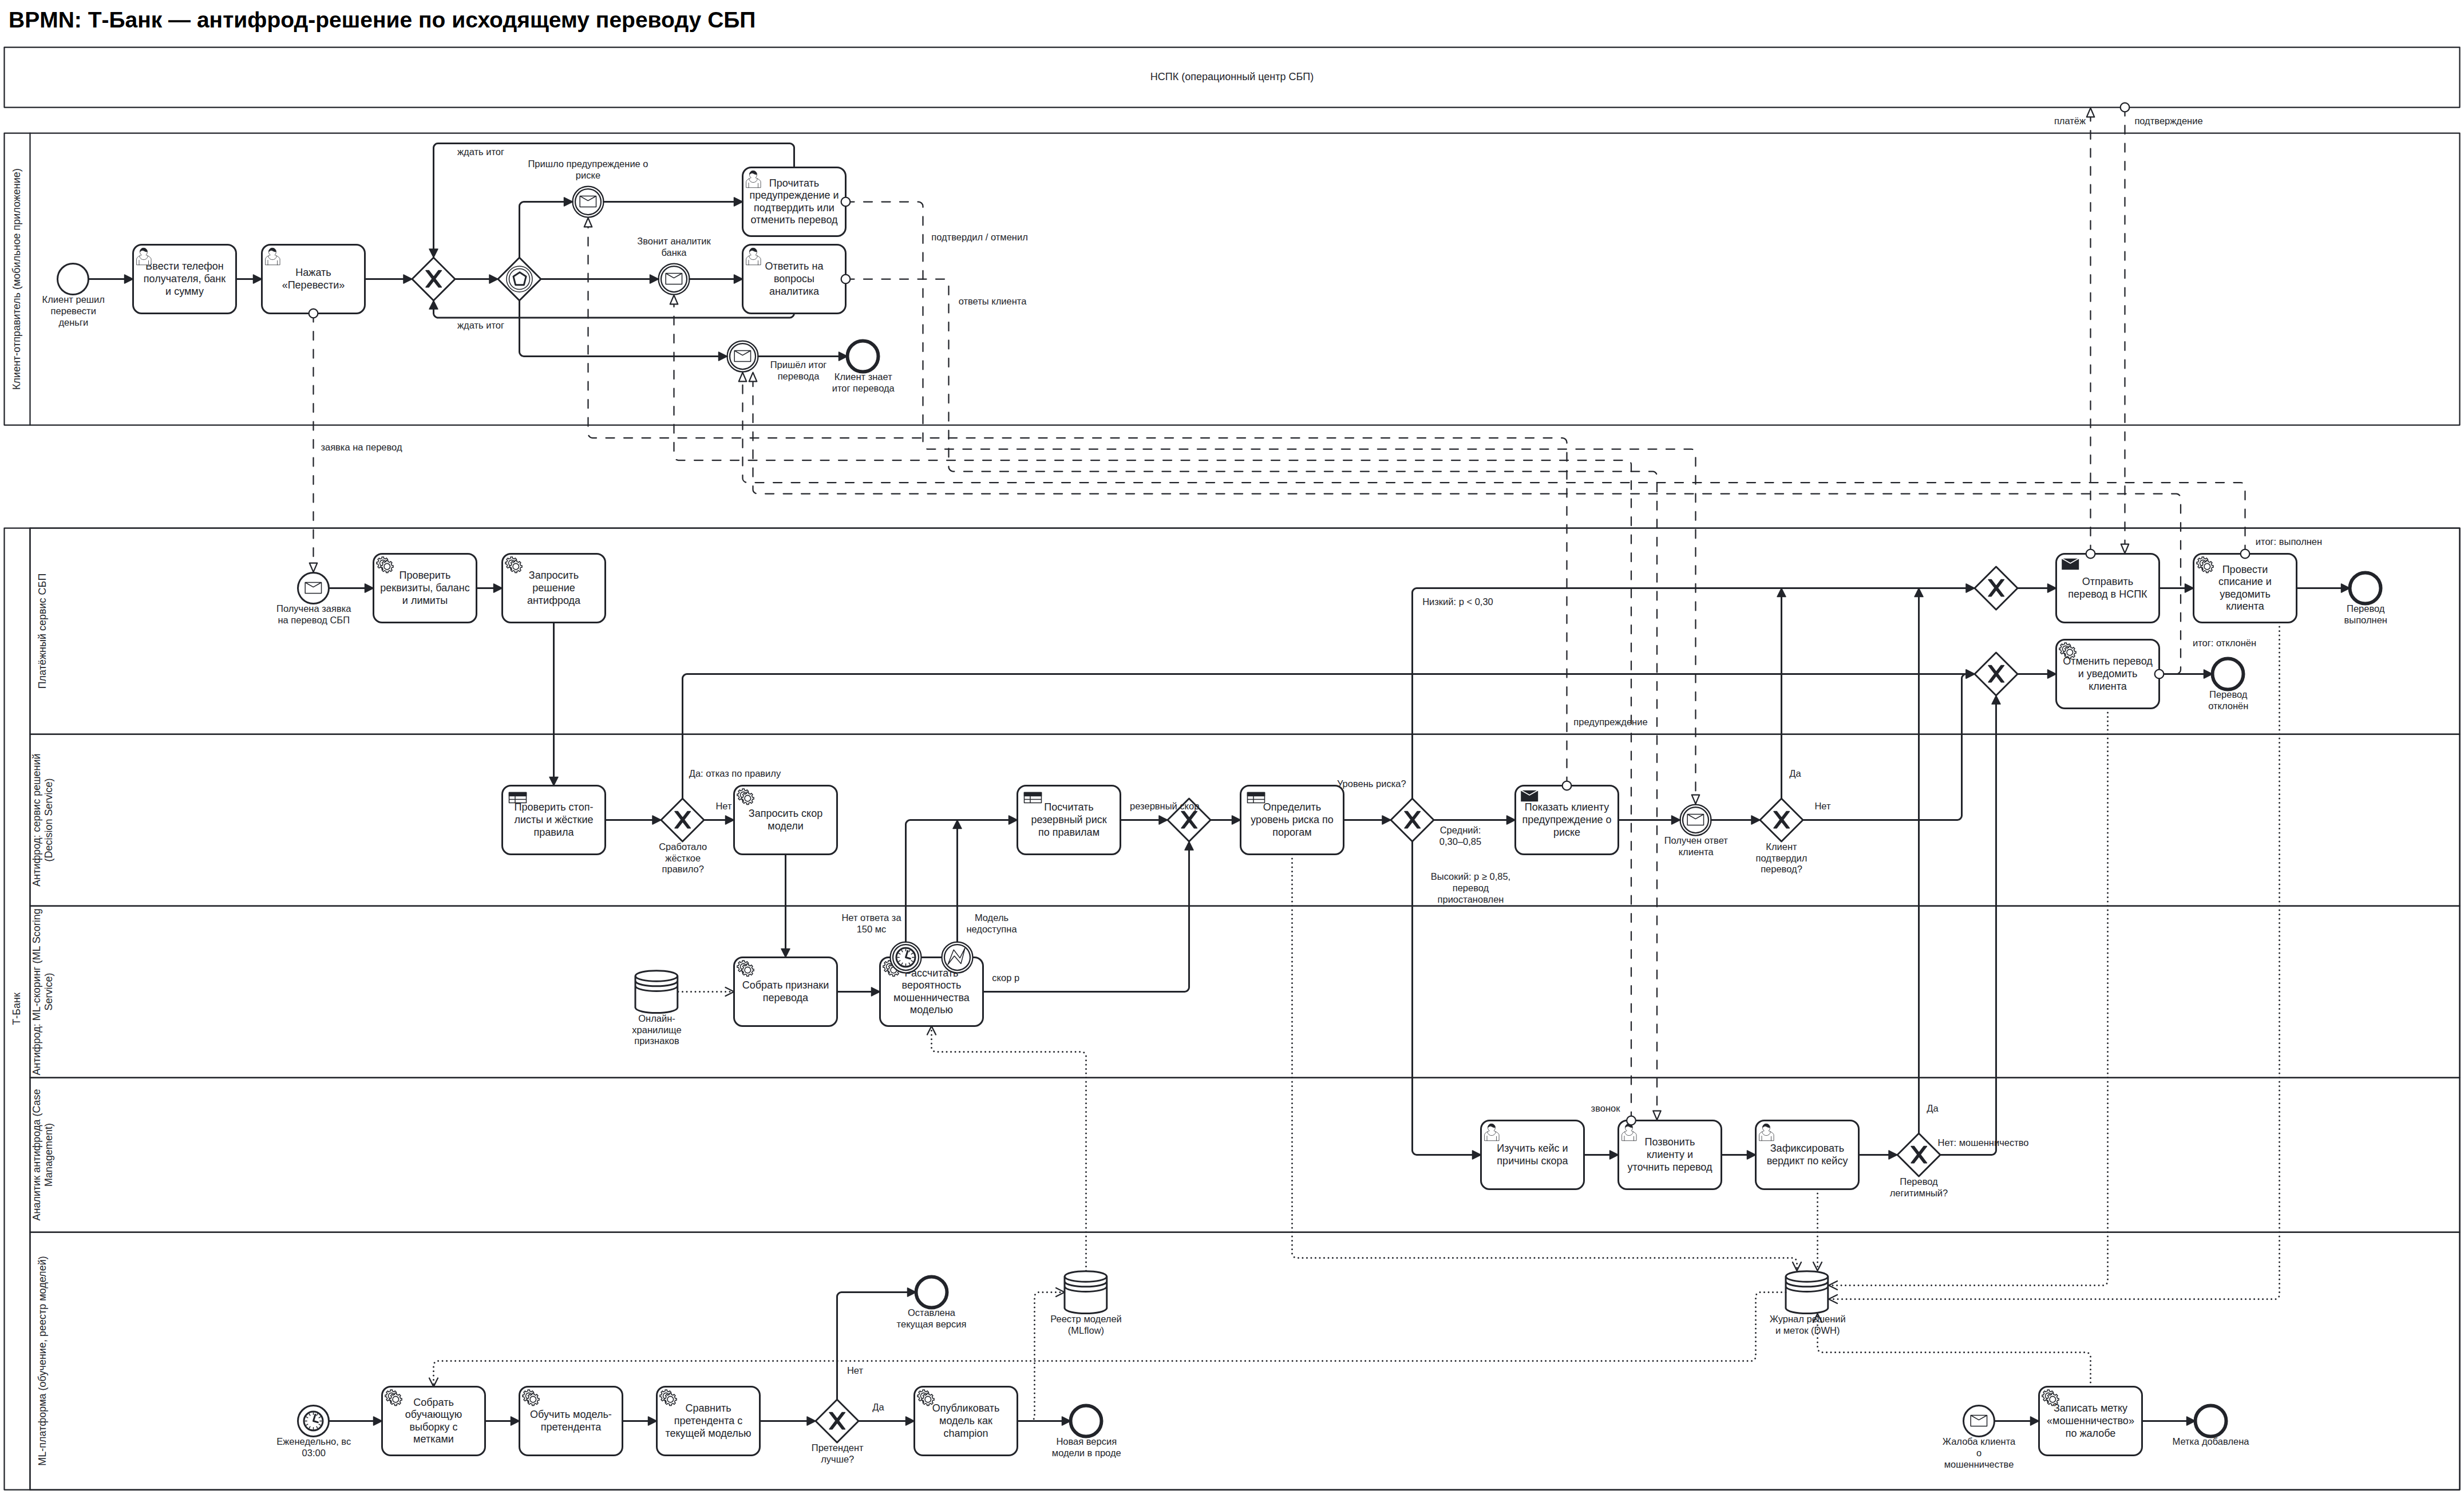 BPMN: Т-Банк — антифрод-решение по исходящему переводу СБП
НСПК (операционный центр СБП)
платёж
подтверждение
Клиент-отправитель (мобильное приложение)
Клиент решил
перевести
деньги
Ввести телефон
получателя, банк
и сумму
Нажать
«Перевести»
ждать итог
ждать итог
Пришло предупреждение о
риске
Звонит аналитик
банка
Пришёл итог
перевода
Прочитать
предупреждение и
подтвердить или
отменить перевод
Ответить на
вопросы
аналитика
Клиент знает
итог перевода
подтвердил / отменил
ответы клиента
заявка на перевод
Т-Банк
Платёжный сервис СБП
Получена заявка
на перевод СБП
Проверить
реквизиты, баланс
и лимиты
Запросить
решение
антифрода
Низкий: p < 0,30
Отправить
перевод в НСПК
Провести
списание и
уведомить
клиента
итог: выполнен
Перевод
выполнен
Отменить перевод
и уведомить
клиента
итог: отклонён
Перевод
отклонён
предупреждение
Антифрод: сервис решений
(Decision Service)
Проверить стоп-
листы и жёсткие
правила
Да: отказ по правилу
Нет
Сработало
жёсткое
правило?
Запросить скор
модели
Посчитать
резервный риск
по правилам
резервный скор
Определить
уровень риска по
порогам
Уровень риска?
Средний:
0,30–0,85
Высокий: p ≥ 0,85,
перевод
приостановлен
Показать клиенту
предупреждение о
риске
Получен ответ
клиента
Да
Нет
Клиент
подтвердил
перевод?
Антифрод: ML-скоринг (ML Scoring
Service)
Онлайн-
хранилище
признаков
Собрать признаки
перевода
Нет ответа за
150 мс
Модель
недоступна
Рассчитать
вероятность
мошенничества
моделью
скор p
Аналитик антифрода (Case
Management)
Изучить кейс и
причины скора
звонок
Позвонить
клиенту и
уточнить перевод
Зафиксировать
вердикт по кейсу
Да
Нет: мошенничество
Перевод
легитимный?
ML-платформа (обучение, реестр моделей)
Еженедельно, вс
03:00
Собрать
обучающую
выборку с
метками
Обучить модель-
претендента
Сравнить
претендента с
текущей моделью
Претендент
лучше?
Нет
Да
Оставлена
текущая версия
Опубликовать
модель как
champion
Новая версия
модели в проде
Реестр моделей
(MLflow)
Журнал решений
и меток (DWH)
Жалоба клиента
о
мошенничестве
Записать метку
«мошенничество»
по жалобе
Метка добавлена